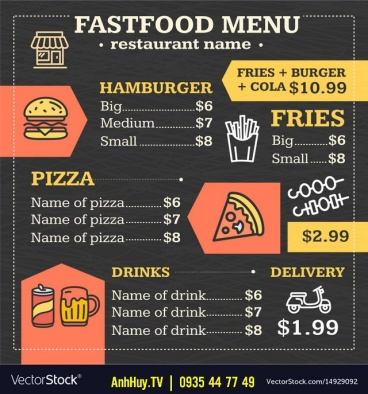 FASTFOOD MENU
• restaurant name •
FRIES + BURGER
+ COLA $10.99
HAMBURGER
Big..................$6
Medium..........$7
Small..............$8
FRIES
Big..........$6
Small.....$8
PIZZA
Name of pizza..........$6
Name of pizza..........$7
Name of pizza..........$8
$2.99
DRINKS
Name of drink..........$6
Name of drink..........$7
Name of drink..........$8
DELIVERY
$1.99
VectorStock® AnhHuy.TV | 0935 44 77 49 VectorStock.com/14929092